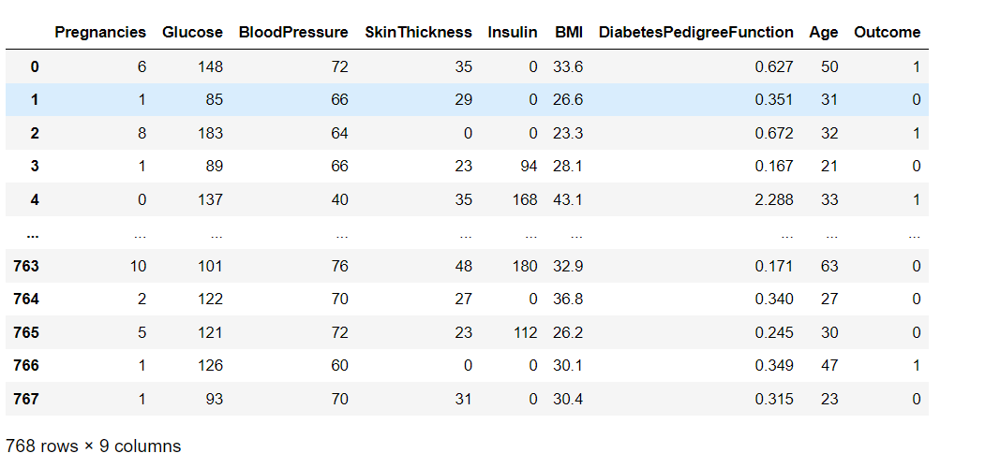 Pregnancies Glucose BloodPressure SkinThickness Insulin BMI DiabetesPedigreeFunction Age Outcome
0 6 148 72 35 0 33.6 0.627 50 1
1 1 85 66 29 0 26.6 0.351 31 0
2 8 183 64 0 0 23.3 0.672 32 1
3 1 89 66 23 94 28.1 0.167 21 0
4 0 137 40 35 168 43.1 2.288 33 1
... ... ... ... ... ... ... ... ... ...
763 10 101 76 48 180 32.9 0.171 63 0
764 2 122 70 27 0 36.8 0.340 27 0
765 5 121 72 23 112 26.2 0.245 30 0
766 1 126 60 0 0 30.1 0.349 47 1
767 1 93 70 31 0 30.4 0.315 23 0
768 rows × 9 columns